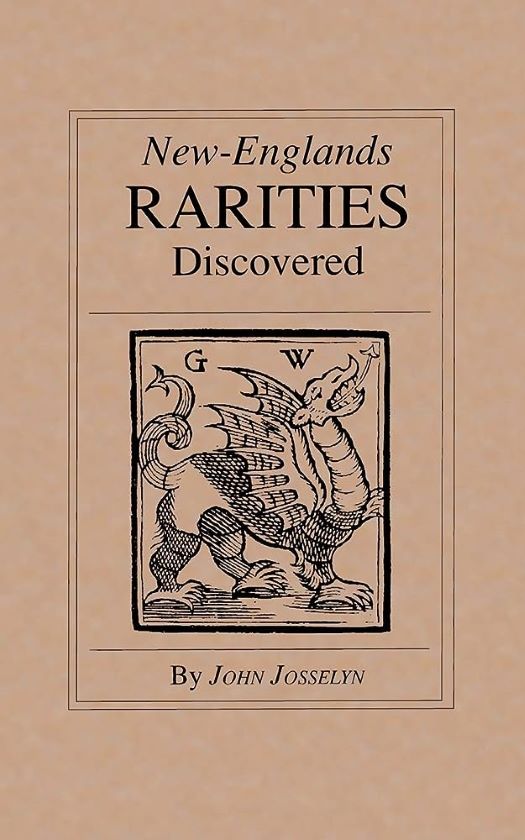 New-Englands
RARITIES
Discovered
G W
By JOHN JOSSELYN